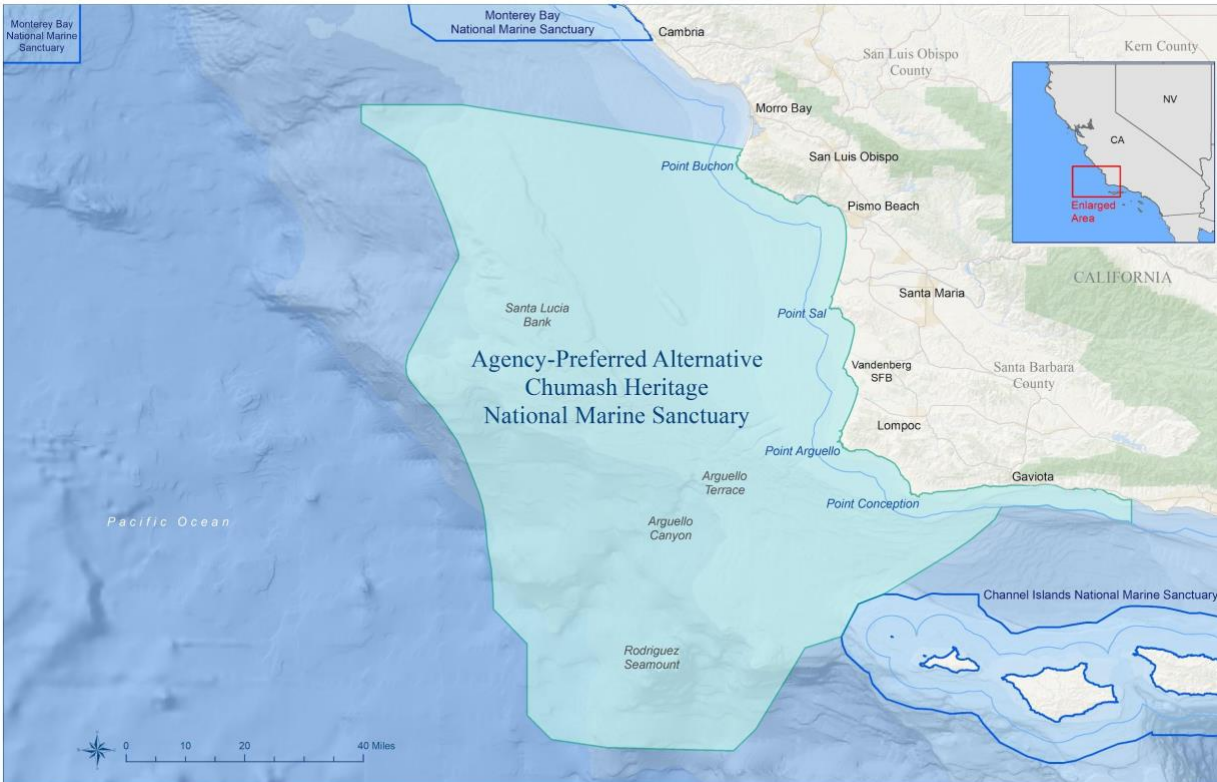 Monterey Bay
National Marine
Sanctuary
Monterey Bay
National Marine Sanctuary
Cambria
San Luis Obispo
County
Kern County
NV
CA
Enlarged
Area
Morro Bay
San Luis Obispo
Point Buchon
Pismo Beach
CALIFORNIA
Santa Maria
Santa Lucia
Bank
Point Sal
Agency-Preferred Alternative
Chumash Heritage
National Marine Sanctuary
Vandenberg
SFB
Santa Barbara
County
Lompoc
Point Arguello
Arguello
Terrace
Gaviota
Point Conception
Pacific Ocean
Arguello
Canyon
Channel Islands National Marine Sanctuary
Rodriguez
Seamount
0 10 20 40 Miles